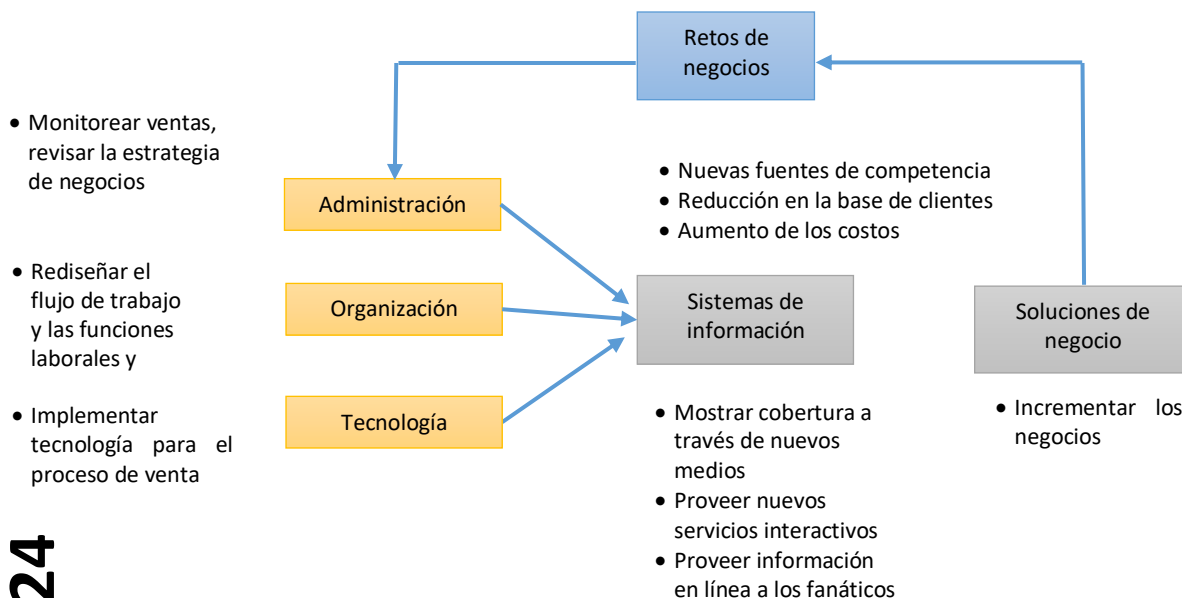 Retos de
negocios
• Monitorear ventas,
revisar la estrategia
de negocios
Administración
• Nuevas fuentes de competencia
• Reducción en la base de clientes
• Aumento de los costos
• Rediseñar el
flujo de trabajo
y las funciones
laborales y
Organización
Sistemas de
información
Soluciones de
negocio
• Implementar
tecnología para el
proceso de venta
Tecnología
• Mostrar cobertura a
través de nuevos
medios
• Proveer nuevos
servicios interactivos
• Proveer información
en línea a los fanáticos
• Incrementar los
negocios
24